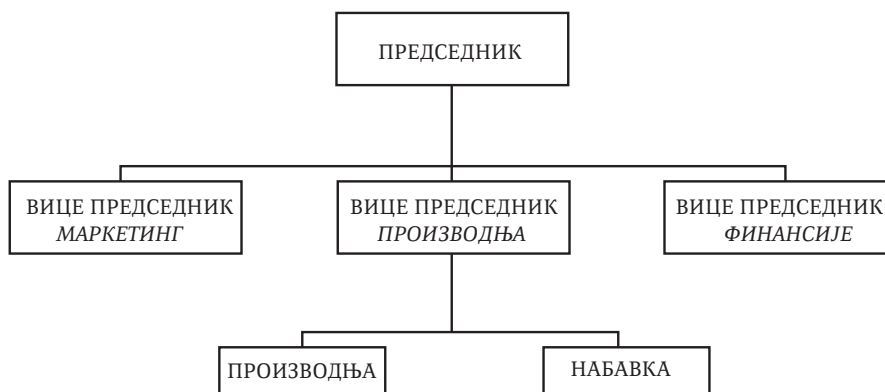 ПРЕДСЕДНИК
ВИЦЕ ПРЕДСЕДНИК
МАРКЕТИНГ
ВИЦЕ ПРЕДСЕДНИК
ПРОИЗВОДЊА
ВИЦЕ ПРЕДСЕДНИК
ФИНАНСИЈЕ
ПРОИЗВОДЊА
НАБАВКА